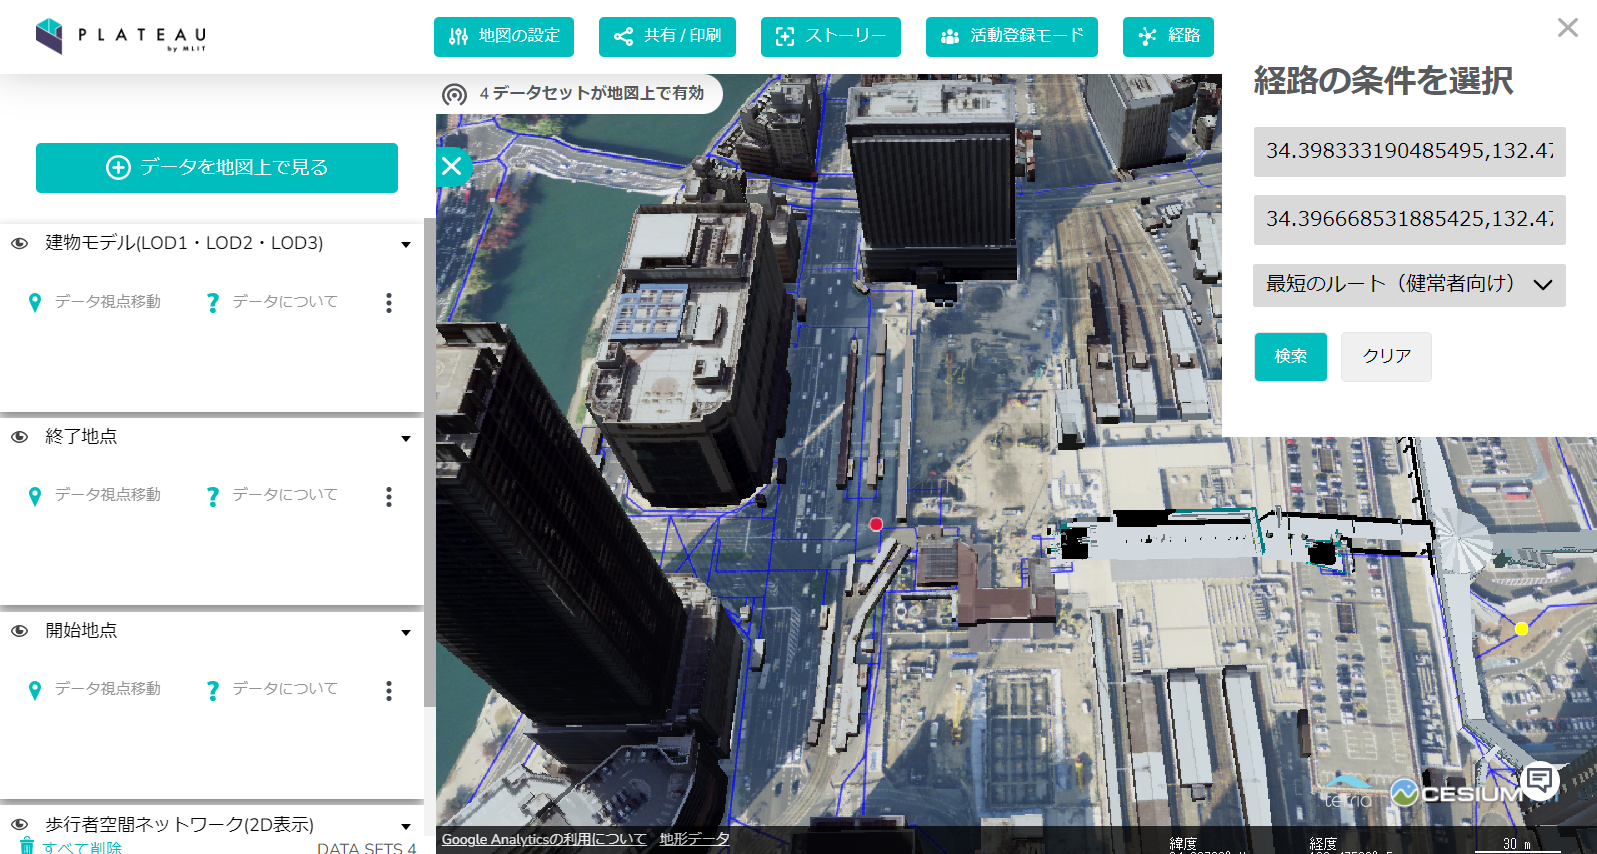 PLATEAU
by MLIT
地図の設定
共有 / 印刷
ストーリー
活動登録モード
経路
4 データセットが地図上で有効
データを地図上で見る
建物モデル(LOD1・LOD2・LOD3)
データ視点移動
データについて
終了地点
データ視点移動
データについて
開始地点
データ視点移動
データについて
歩行者空間ネットワーク(2D表示)
すべて削除
DATA SETS 4
経路の条件を選択
34.398333190485495,132.47
34.396668531885425,132.47
最短のルート（健常者向け）
検索
クリア
terria
CESIUM
Google Analyticsの利用について
地形データ
緯度
経度
30 m